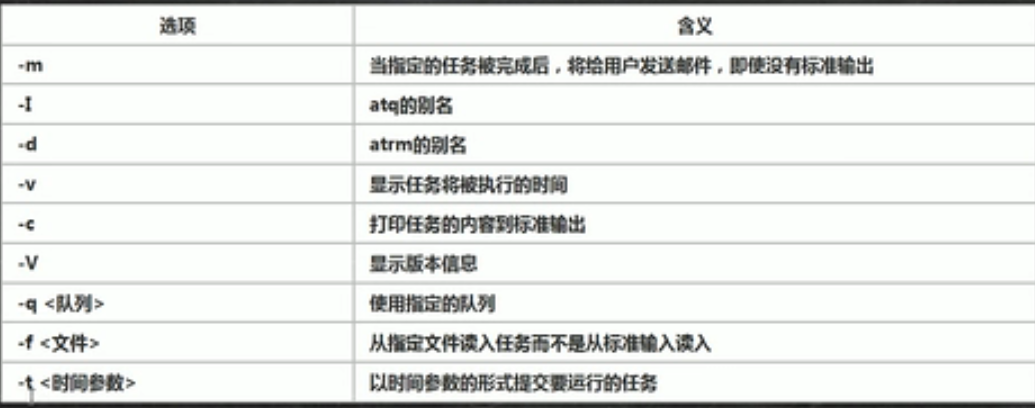 选项 含义
-m 当指定的任务被完成后，将给用户发送邮件，即使没有标准输出
-I atq的别名
-d atrm的别名
-v 显示任务将被执行的时间
-c 打印任务的内容到标准输出
-V 显示版本信息
-q <队列> 使用指定的队列
-f <文件> 从指定文件读入任务而不是从标准输入读入
-t <时间参数> 以时间参数的形式提交要运行的任务